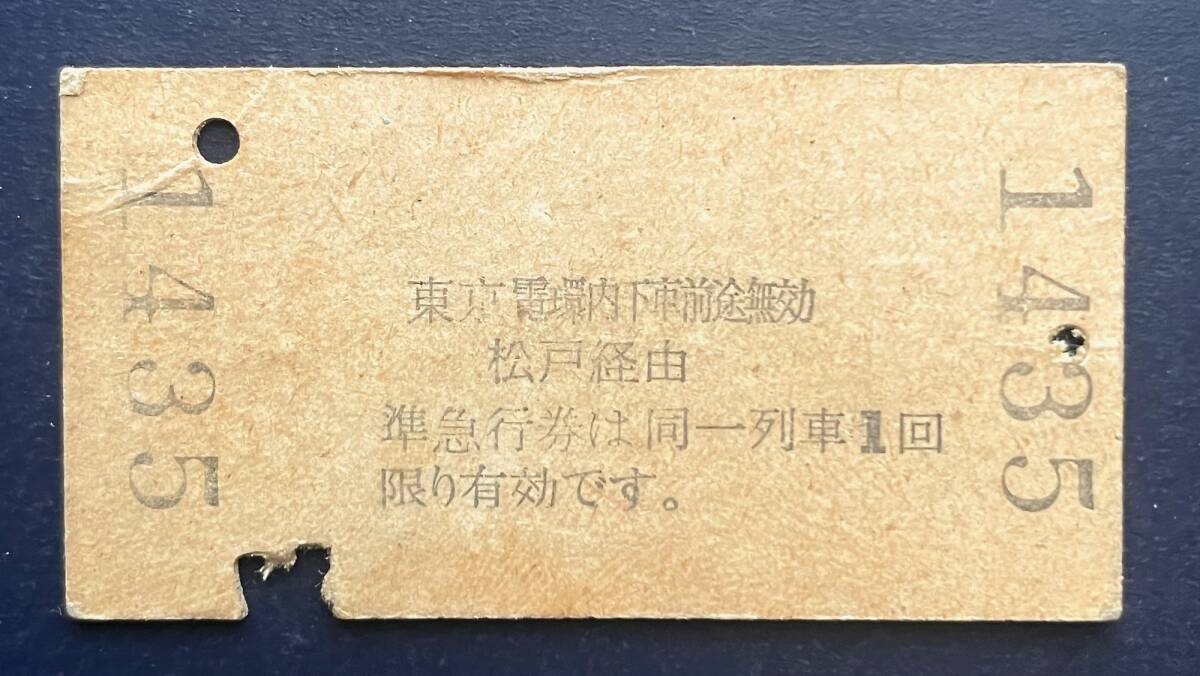 1435
東京電環内下車前途無効
松戸経由
準急行券は同一列車1回
限り有効です。
1435